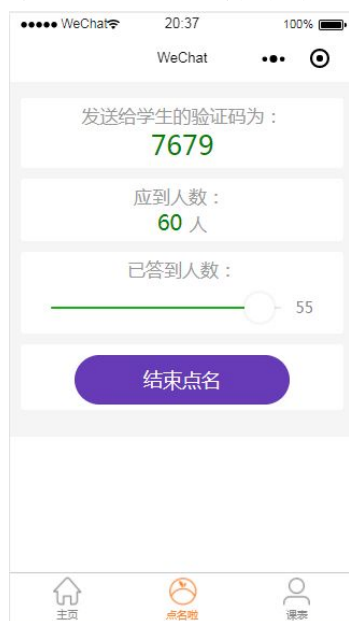 WeChat 20:37 100%
WeChat
发送给学生的验证码为：
7679
应到人数：
60 人
已答到人数：
55
结束点名
主页 点名啦 课表